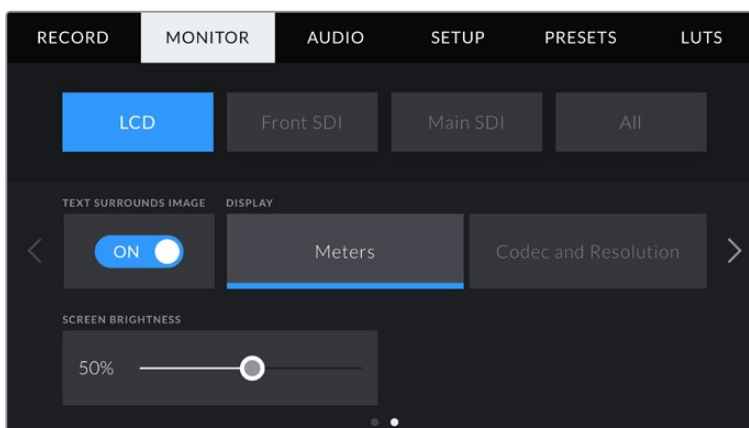 RECORD MONITOR AUDIO SETUP PRESETS LUTS
LCD Front SDI Main SDI All
TEXT SURROUNDS IMAGE DISPLAY
ON Meters Codec and Resolution
SCREEN BRIGHTNESS
50%